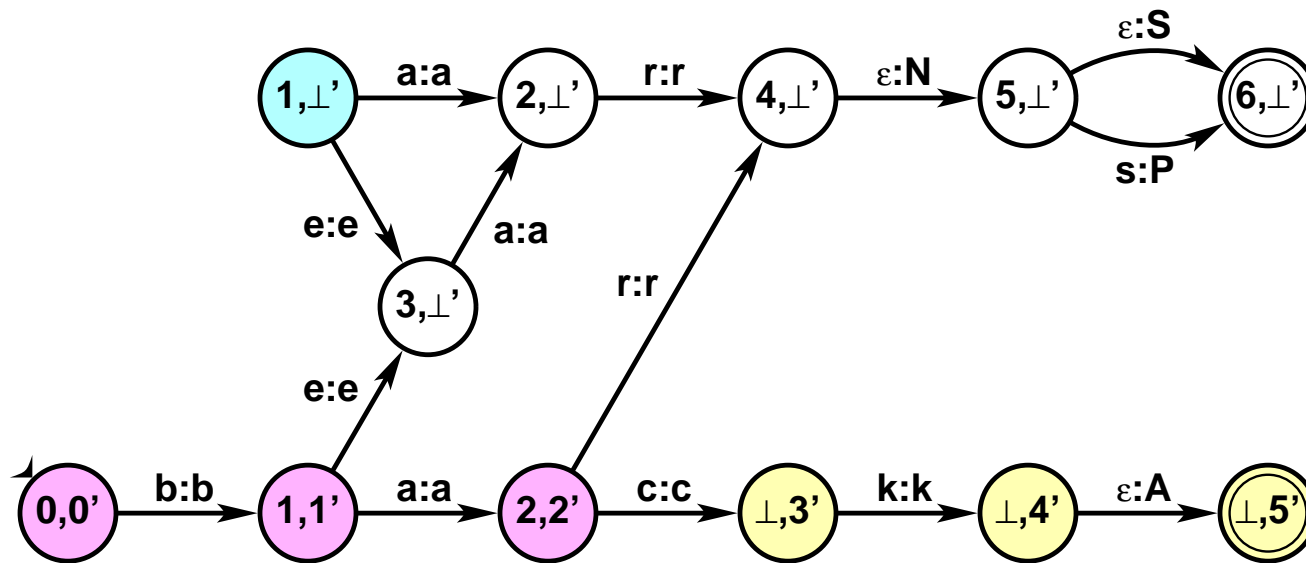 ε:S
a:a r:r ε:N
1,⊥’ 2,⊥’ 4,⊥’ 5,⊥’ 6,⊥’
s:P
e:e a:a
r:r
3,⊥’
e:e
b:b a:a c:c k:k ε:A
0,0’ 1,1’ 2,2’ ⊥,3’ ⊥,4’ ⊥,5’